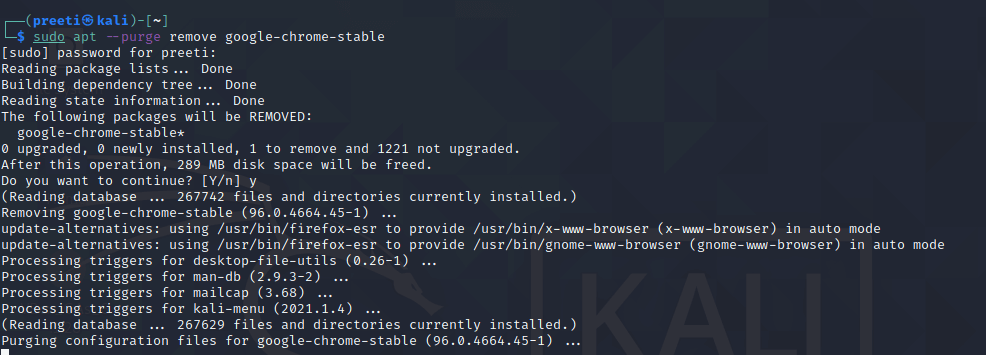 ┌──(preeti㉿kali)-[~]
└─$ sudo apt --purge remove google-chrome-stable
[sudo] password for preeti:
Reading package lists... Done
Building dependency tree... Done
Reading state information... Done
The following packages will be REMOVED:
  google-chrome-stable*
0 upgraded, 0 newly installed, 1 to remove and 1221 not upgraded.
After this operation, 289 MB disk space will be freed.
Do you want to continue? [Y/n] y
(Reading database ... 267742 files and directories currently installed.)
Removing google-chrome-stable (96.0.4664.45-1) ...
update-alternatives: using /usr/bin/firefox-esr to provide /usr/bin/x-www-browser (x-www-browser) in auto mode
update-alternatives: using /usr/bin/firefox-esr to provide /usr/bin/gnome-www-browser (gnome-www-browser) in auto mode
Processing triggers for desktop-file-utils (0.26-1) ...
Processing triggers for man-db (2.9.3-2) ...
Processing triggers for mailcap (3.68) ...
Processing triggers for kali-menu (2021.1.4) ...
(Reading database ... 267629 files and directories currently installed.)
Purging configuration files for google-chrome-stable (96.0.4664.45-1) ...
KALI